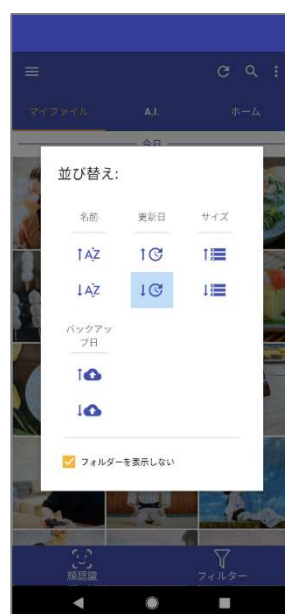 マイファイル A.I. ホーム
今日
並び替え:
名前 更新日 サイズ
AZ
AZ
バックアッ
プ日
フォルダーを表示しない
顔認識 フィルター